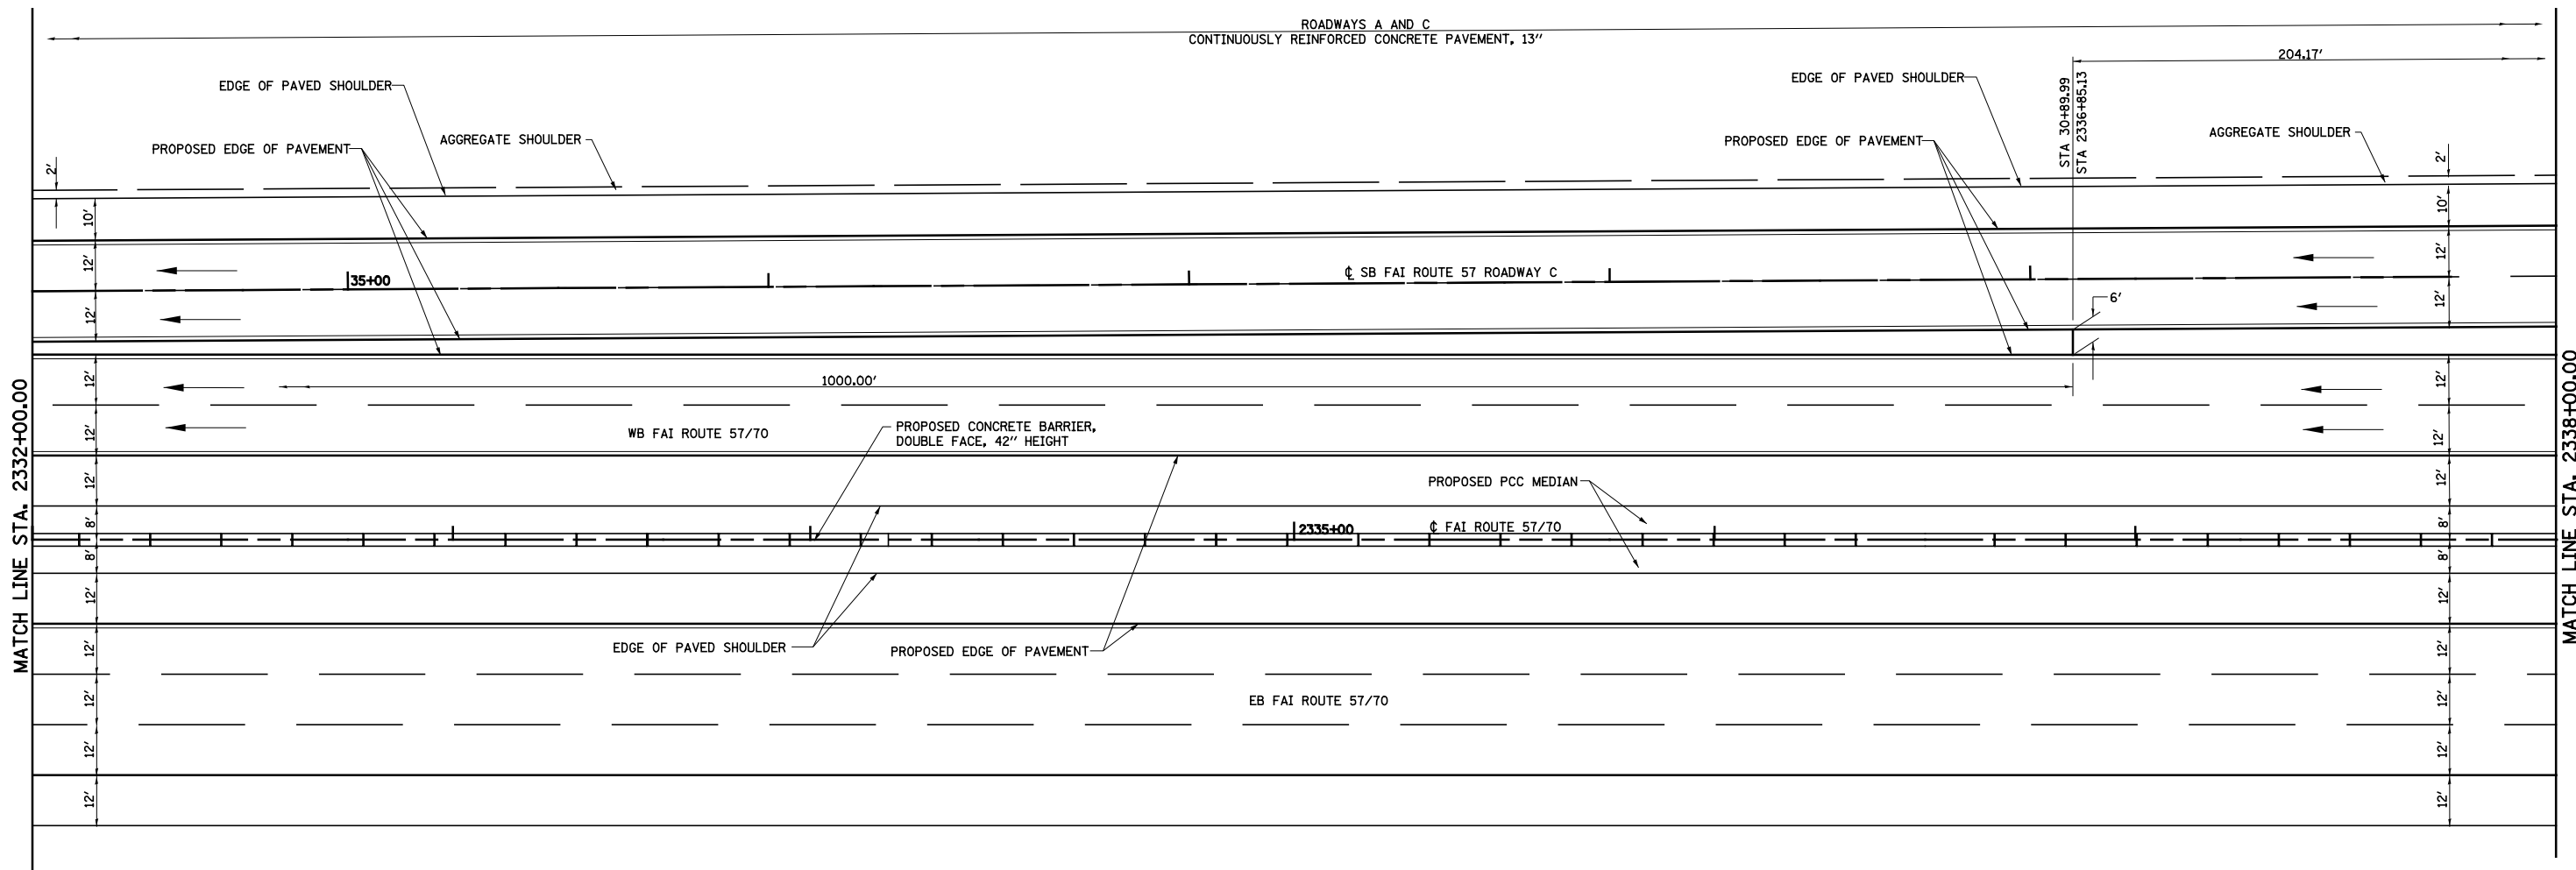 ROADWAYS A AND C
CONTINUOUSLY REINFORCED CONCRETE PAVEMENT, 13"
204.17'
EDGE OF PAVED SHOULDER
EDGE OF PAVED SHOULDER
STA 30+89.99
STA 2336+85.13
AGGREGATE SHOULDER
AGGREGATE SHOULDER
PROPOSED EDGE OF PAVEMENT
PROPOSED EDGE OF PAVEMENT
2'
2'
10'
10'
12'
12'
35+00
℄ SB FAI ROUTE 57 ROADWAY C
12'
12'
6'
12'
12'
1000.00'
12'
12'
WB FAI ROUTE 57/70
PROPOSED CONCRETE BARRIER,
DOUBLE FACE, 42" HEIGHT
12'
12'
PROPOSED PCC MEDIAN
8'
8'
2335+00
℄ FAI ROUTE 57/70
8'
8'
12'
12'
EDGE OF PAVED SHOULDER
PROPOSED EDGE OF PAVEMENT
12'
12'
12'
12'
EB FAI ROUTE 57/70
12'
12'
12'
12'
MATCH LINE STA. 2332+00.00
MATCH LINE STA. 2338+00.00